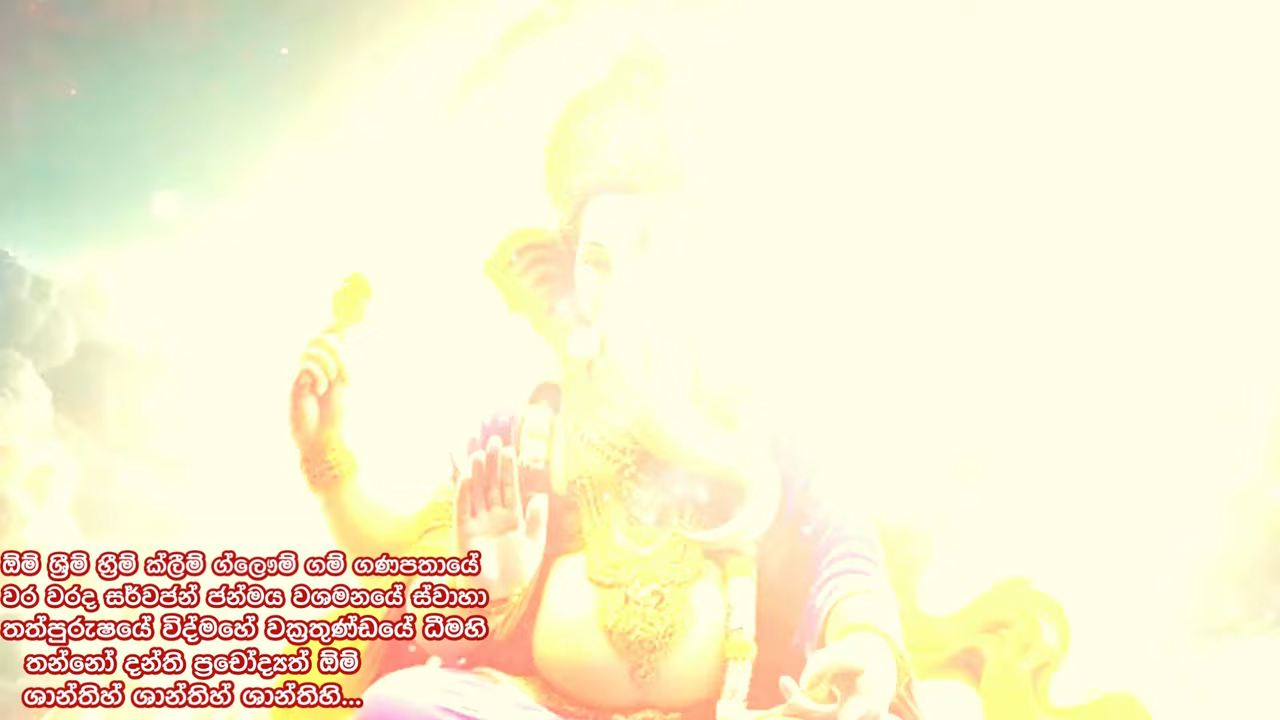 ඕම් ශ්‍රීම් හ්‍රීම් ක්ලීම් ග්ලෞම් ගම් ගණපතායේ
වර වරද සර්වජන් ජන්මය වශමනයේ ස්වාහා
තත්පුරුෂයේ විද්මහේ වක්‍රතුණ්ඩයේ ධීමහි
තන්නෝ දන්ති ප්‍රචෝද්‍යත් ඕම්
ශාන්තිහ් ශාන්තිහ් ශාන්තිහි...